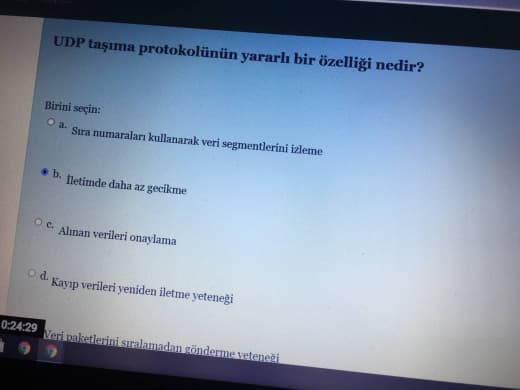 UDP taşıma protokolünün yararlı bir özelliği nedir?
Birini seçin:
a. Sıra numaraları kullanarak veri segmentlerini izleme
b. İletimde daha az gecikme
c. Alınan verileri onaylama
d. Kayıp verileri yeniden iletme yeteneği
Veri paketlerini sıralamadan gönderme yeteneği
0:24:29